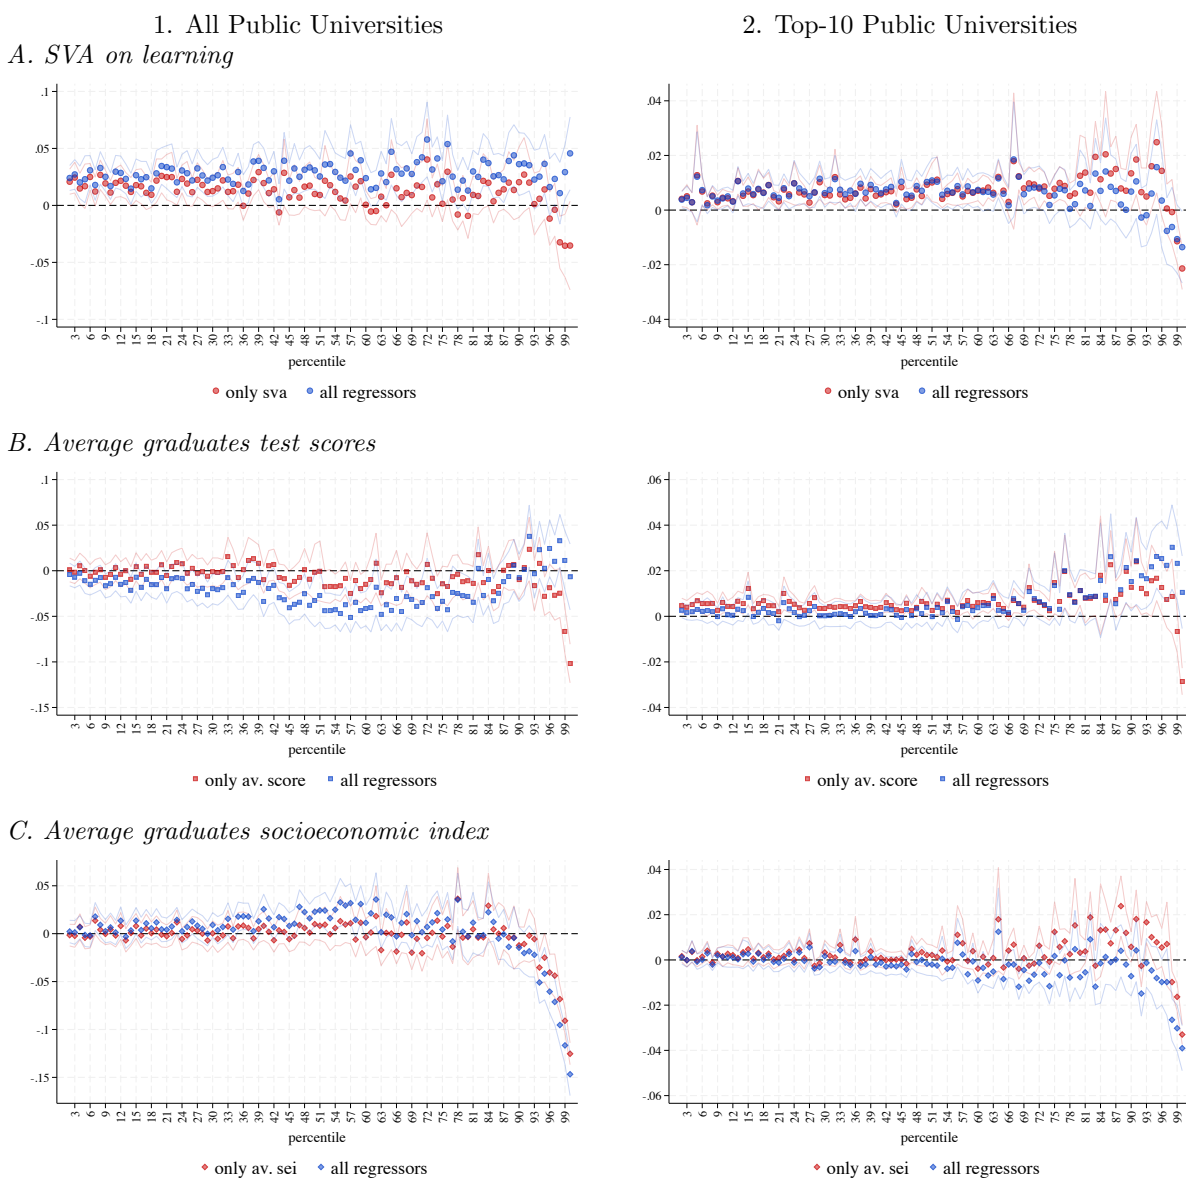 1. All Public Universities
2. Top-10 Public Universities
A. SVA on learning
.1
.05
0
-.05
-.1
3 6 9 12 15 18 21 24 27 30 33 36 39 42 45 48 51 54 57 60 63 66 69 72 75 78 81 84 87 90 93 96 99
percentile
only sva all regressors
.04
.02
0
-.02
-.04
3 6 9 12 15 18 21 24 27 30 33 36 39 42 45 48 51 54 57 60 63 66 69 72 75 78 81 84 87 90 93 96 99
percentile
only sva all regressors
B. Average graduates test scores
.1
.05
0
-.05
-.1
-.15
3 6 9 12 15 18 21 24 27 30 33 36 39 42 45 48 51 54 57 60 63 66 69 72 75 78 81 84 87 90 93 96 99
percentile
only av. score all regressors
.06
.04
.02
0
-.02
-.04
3 6 9 12 15 18 21 24 27 30 33 36 39 42 45 48 51 54 57 60 63 66 69 72 75 78 81 84 87 90 93 96 99
percentile
only av. score all regressors
C. Average graduates socioeconomic index
.05
0
-.05
-.1
-.15
3 6 9 12 15 18 21 24 27 30 33 36 39 42 45 48 51 54 57 60 63 66 69 72 75 78 81 84 87 90 93 96 99
percentile
only av. sei all regressors
.04
.02
0
-.02
-.04
-.06
3 6 9 12 15 18 21 24 27 30 33 36 39 42 45 48 51 54 57 60 63 66 69 72 75 78 81 84 87 90 93 96 99
percentile
only av. sei all regressors